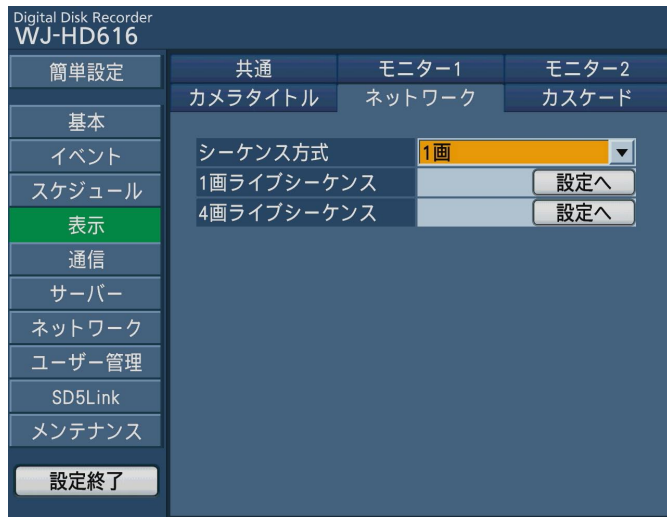 Digital Disk Recorder
WJ-HD616
簡単設定
基本
イベント
スケジュール
表示
通信
サーバー
ネットワーク
ユーザー管理
SD5Link
メンテナンス
設定終了
共通 モニター1 モニター2
カメラタイトル ネットワーク カスケード
シーケンス方式 1画
1画ライブシーケンス 設定へ
4画ライブシーケンス 設定へ